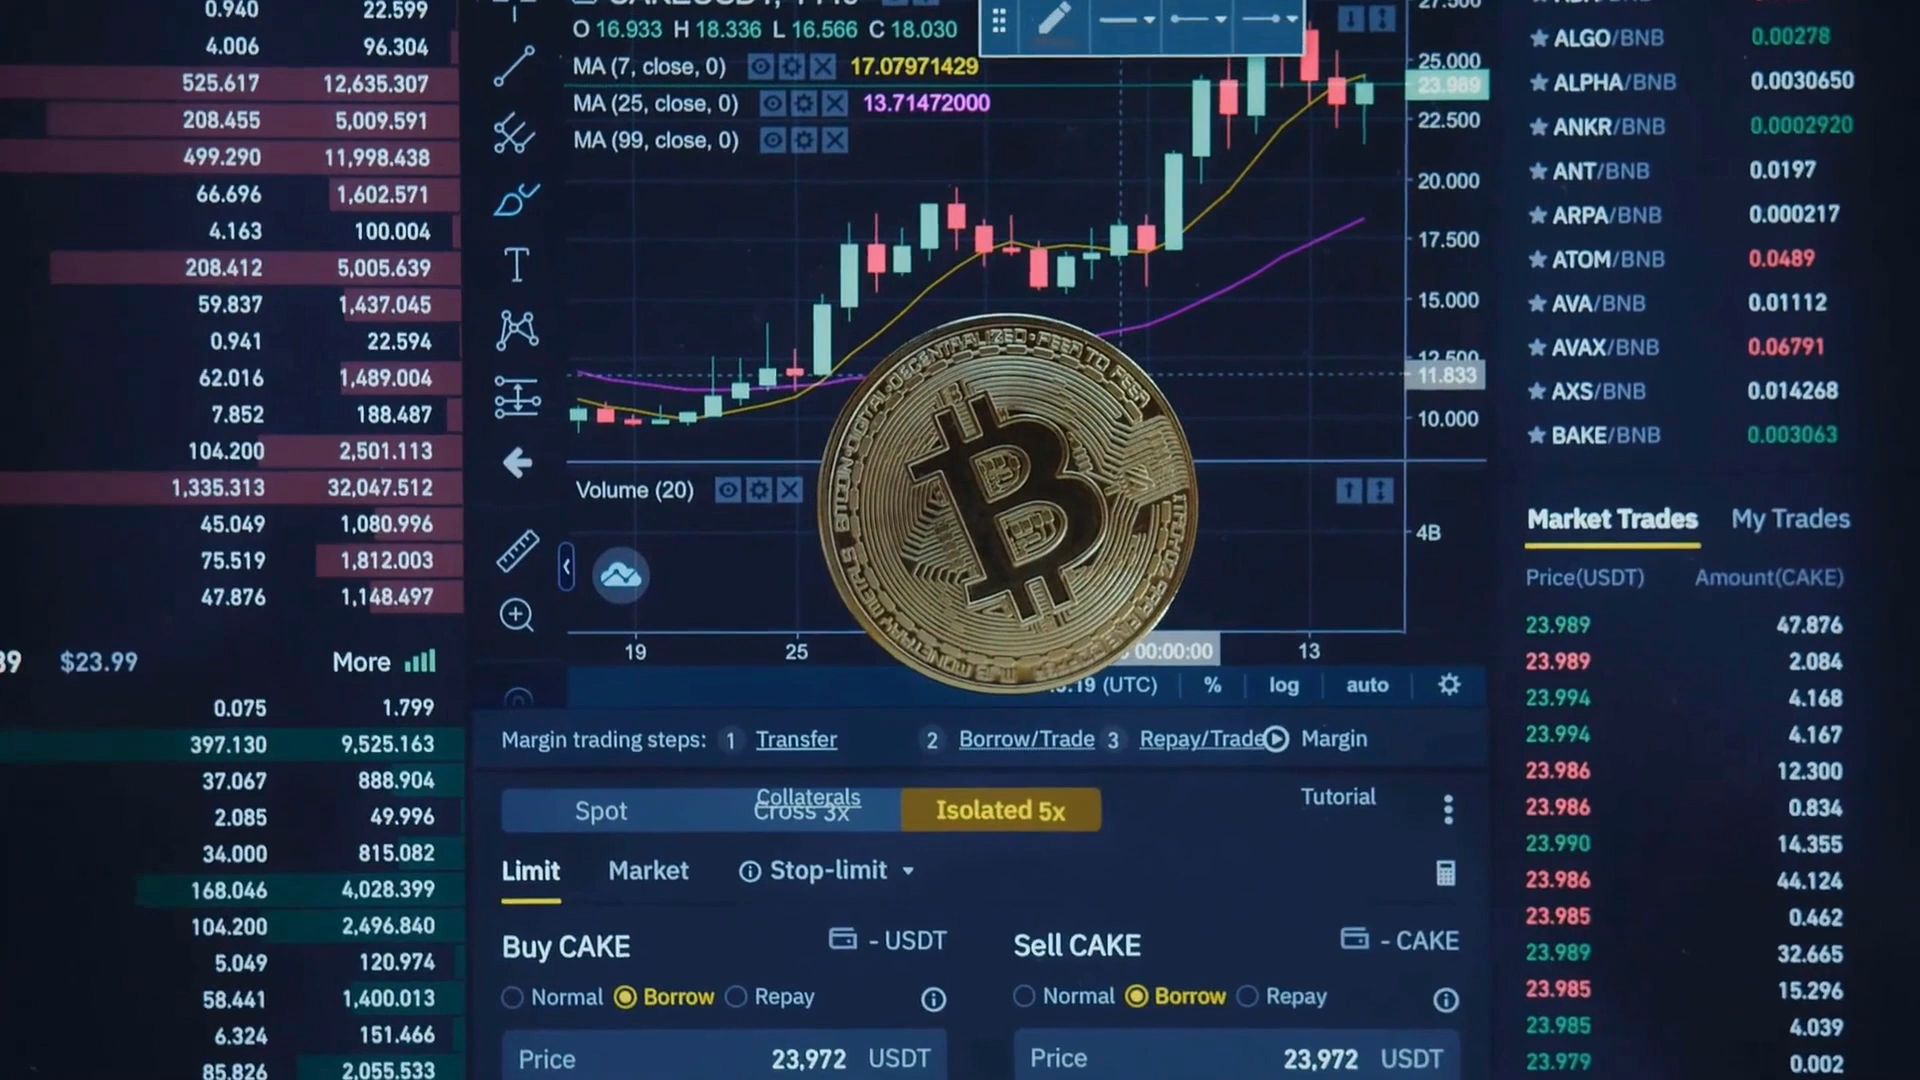 0.940 22.599
4.006 96.304
525.617 12,635.307
208.455 5,009.591
499.290 11,998.438
66.696 1,602.571
4.163 100.004
208.412 5,005.639
59.837 1,437.045
0.941 22.594
62.016 1,489.004
7.852 188.487
104.200 2,501.113
1,335.313 32,047.512
45.049 1,080.996
75.519 1,812.003
47.876 1,148.497
$23.99 More
0.075 1.799
397.130 9,525.163
37.067 888.904
2.085 49.996
34.000 815.082
168.046 4,028.399
104.200 2,496.840
5.049 120.974
58.441 1,400.013
6.324 151.466
85.826 2,055.533
O 16.933 H 18.336 L 16.566 C 18.030
MA (7, close, 0) 17.07971429
MA (25, close, 0) 13.71472000
MA (99, close, 0)
27.500
25.000
23.989
22.500
20.000
17.500
15.000
12.500
11.833
10.000
Volume (20)
4B
19 25 00:00:00 13
(UTC) % log auto
BITCOIN DIGITAL DECENTRALIZED PEER TO PEER
B
Margin trading steps: 1 Transfer 2 Borrow/Trade 3 Repay/Trade Margin
Collaterals Tutorial
Spot Cross 3x Isolated 5x
Limit Market Stop-limit
Buy CAKE - USDT
Normal Borrow Repay
Price 23,972 USDT
Sell CAKE - CAKE
Normal Borrow Repay
Price 23,972 USDT
ALGO/BNB 0.00278
ALPHA/BNB 0.0030650
ANKR/BNB 0.0002920
ANT/BNB 0.0197
ARPA/BNB 0.000217
ATOM/BNB 0.0489
AVA/BNB 0.01112
AVAX/BNB 0.06791
AXS/BNB 0.014268
BAKE/BNB 0.003063
Market Trades My Trades
Price(USDT) Amount(CAKE)
23.989 47.876
23.989 2.084
23.994 4.168
23.994 4.167
23.986 12.300
23.986 0.834
23.990 14.355
23.986 44.124
23.985 0.462
23.989 32.665
23.985 15.296
23.985 4.039
23.979 0.002